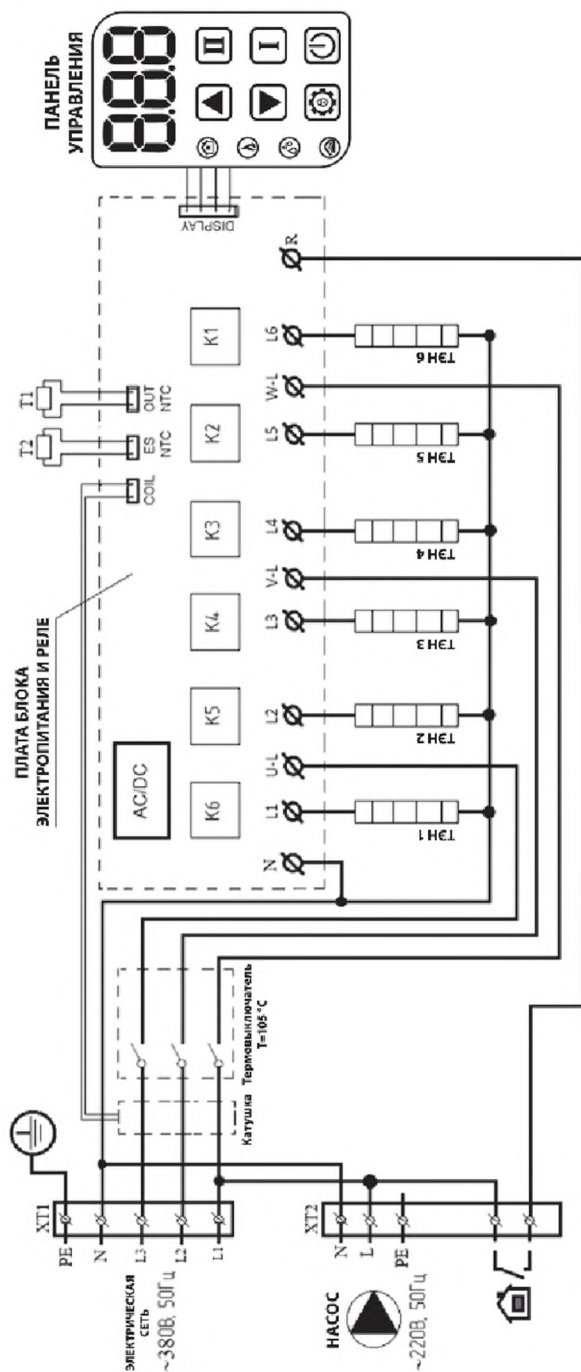 ПАНЕЛЬ
УПРАВЛЕНИЯ
888
II
I
DISPLAY
ПЛАТА БЛОКА
ЭЛЕКТРОПИТАНИЯ И РЕЛЕ
T1
T2
OUT
NTC
ES
NTC
COIL
AC/DC
K6
K5
K4
K3
K2
K1
N
L1
U-L
L2
L3
V-L
L4
L5
W-L
L6
R
ТЭН 1
ТЭН 2
ТЭН 3
ТЭН 4
ТЭН 5
ТЭН 6
Катушка
Термовыключатель
T=105 °C
XT1
PE
N
L3
L2
L1
ЭЛЕКТРИЧЕСКАЯ
СЕТЬ
~380В, 50Гц
XT2
N
L
PE
НАСОС
~220В, 50Гц